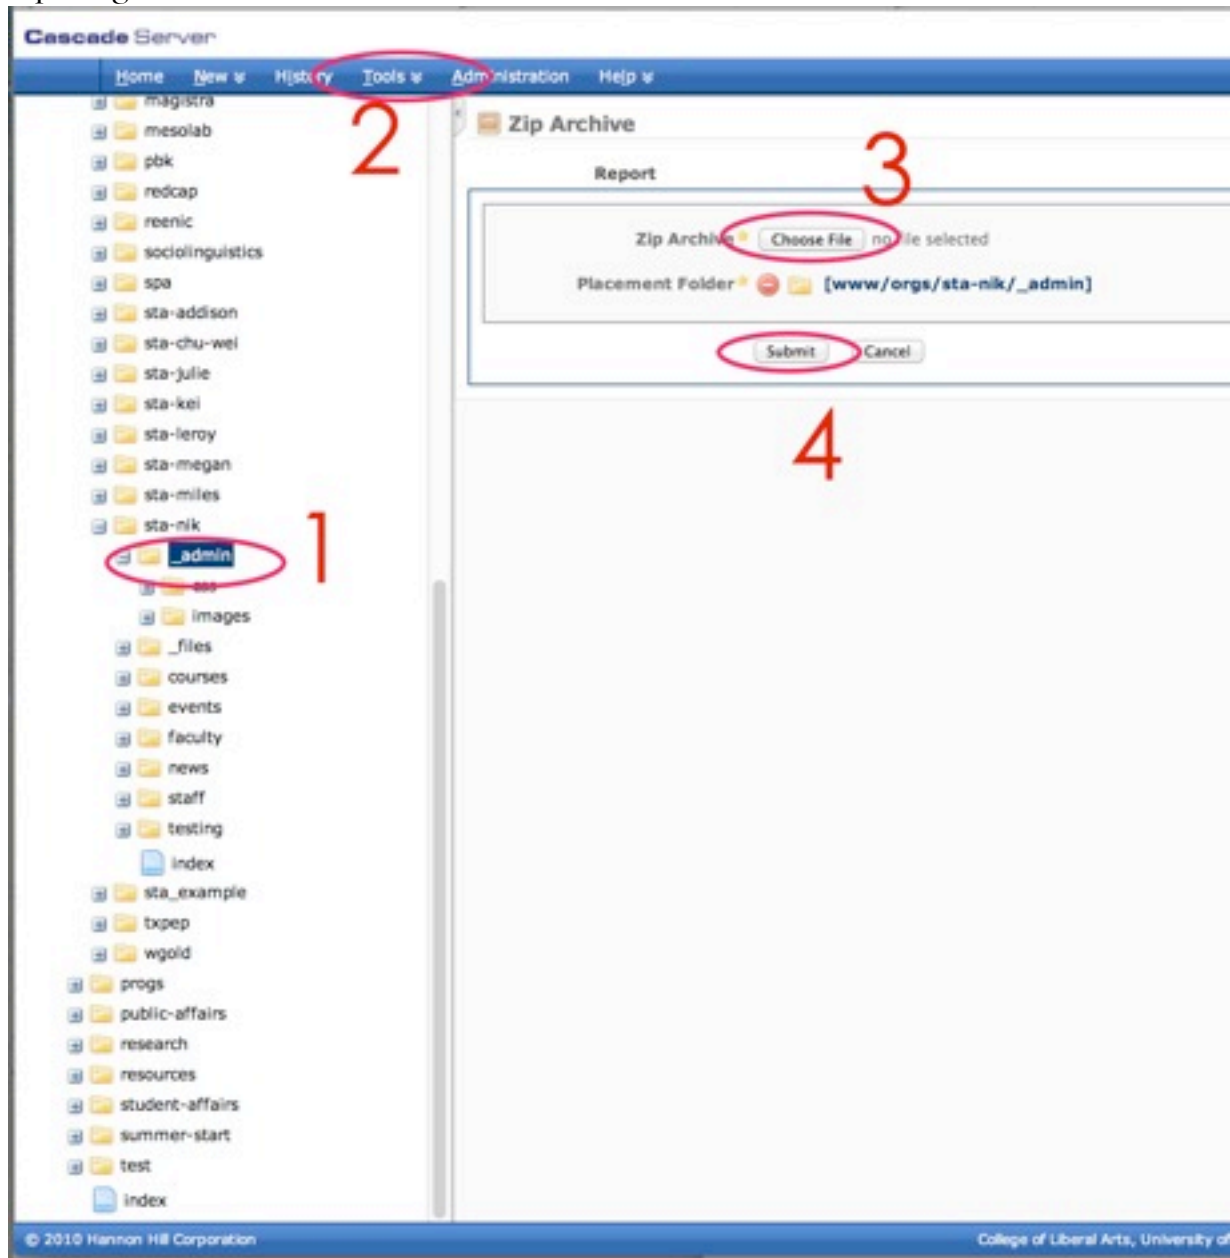 Cascade Server
Home New History Tools Administration Help
magistra
mesolab
pbk
redcap
reenic
sociolinguistics
spa
sta-addison
sta-chu-wei
sta-julie
sta-kei
sta-leroy
sta-megan
sta-miles
sta-nik
_admin
images
_files
courses
events
faculty
news
staff
testing
index
sta_example
txpep
wgold
progs
public-affairs
research
resources
student-affairs
summer-start
test
index
1
2
Zip Archive
3
Report
Zip Archive* Choose File no file selected
Placement Folder* [www/orgs/sta-nik/_admin]
Submit Cancel
4
© 2010 Hannon Hill Corporation
College of Liberal Arts, University of